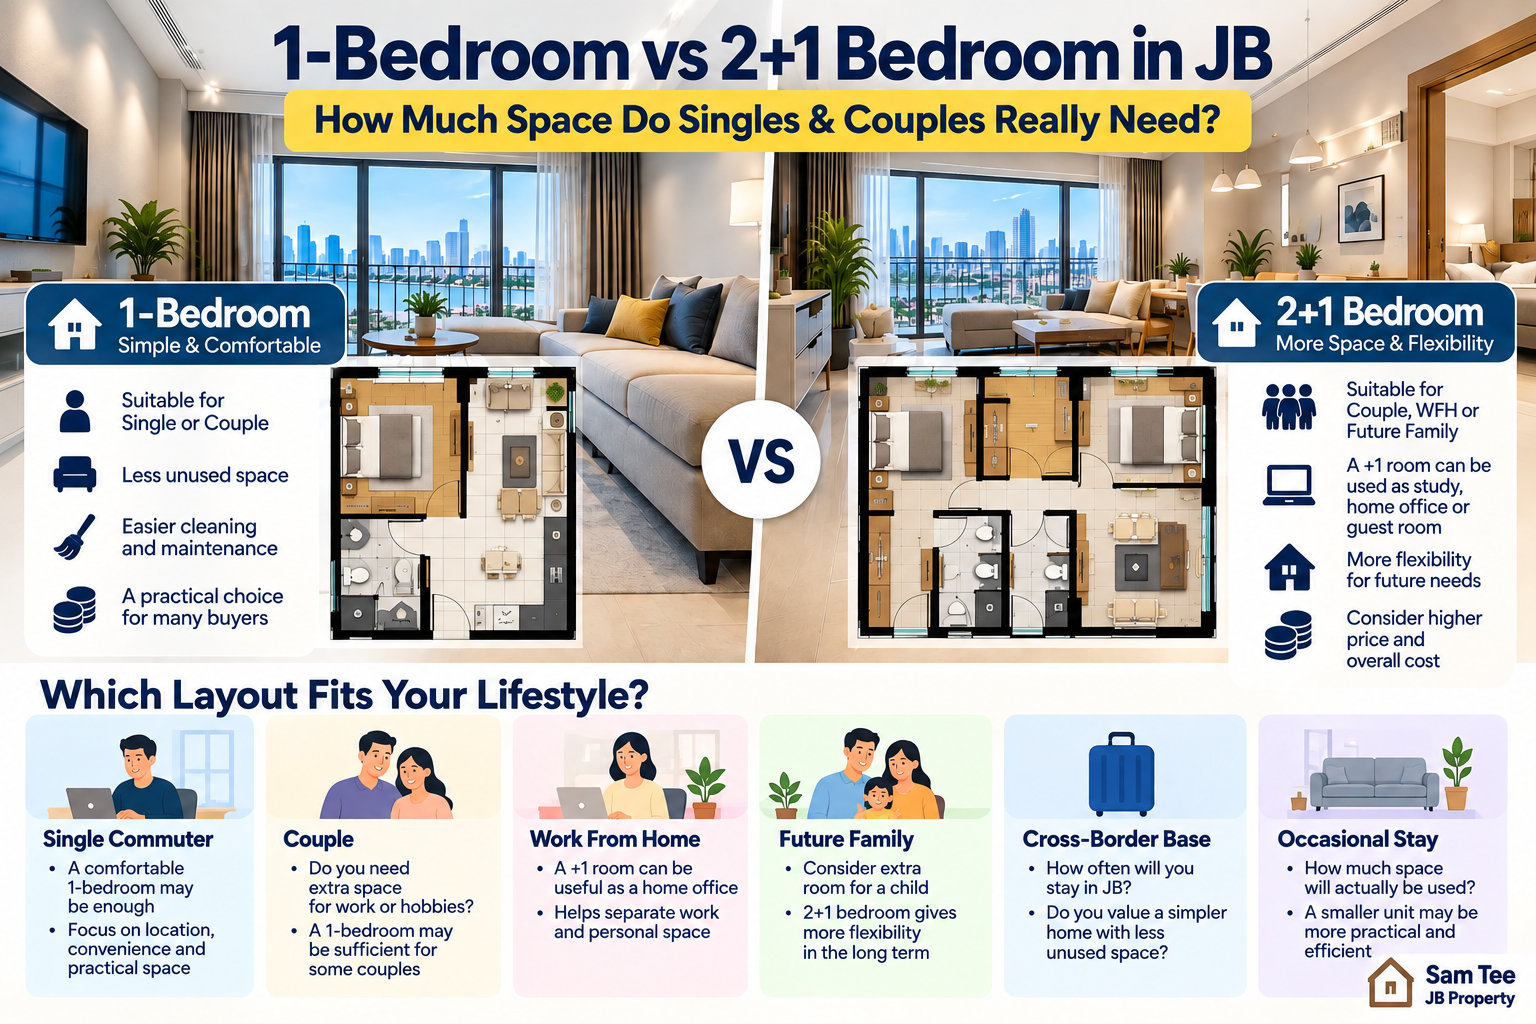 1-Bedroom vs 2+1 Bedroom in JB
How Much Space Do Singles & Couples Really Need?
1-Bedroom
Simple & Comfortable
Suitable for
Single or Couple
Less unused space
Easier cleaning
and maintenance
A practical choice
for many buyers
VS
2+1 Bedroom
More Space & Flexibility
Suitable for
Couple, WFH or
Future Family
A +1 room can be
used as study,
home office or
guest room
More flexibility
for future needs
Consider higher
price and
overall cost
Which Layout Fits Your Lifestyle?
Single Commuter
• A comfortable
1-bedroom may
be enough
• Focus on location,
convenience and
practical space
Couple
• Do you need
extra space
for work or hobbies?
• A 1-bedroom may
be sufficient for
some couples
Work From Home
• A +1 room can be
useful as a home office
• Helps separate work
and personal space
Future Family
• Consider extra
room for a child
• 2+1 bedroom gives
more flexibility
in the long term
Cross-Border Base
• How often will you
stay in JB?
• Do you value a simpler
home with less
unused space?
Occasional Stay
• How much space
will actually be used?
• A smaller unit may be
more practical and
efficient
Sam Tee
JB Property